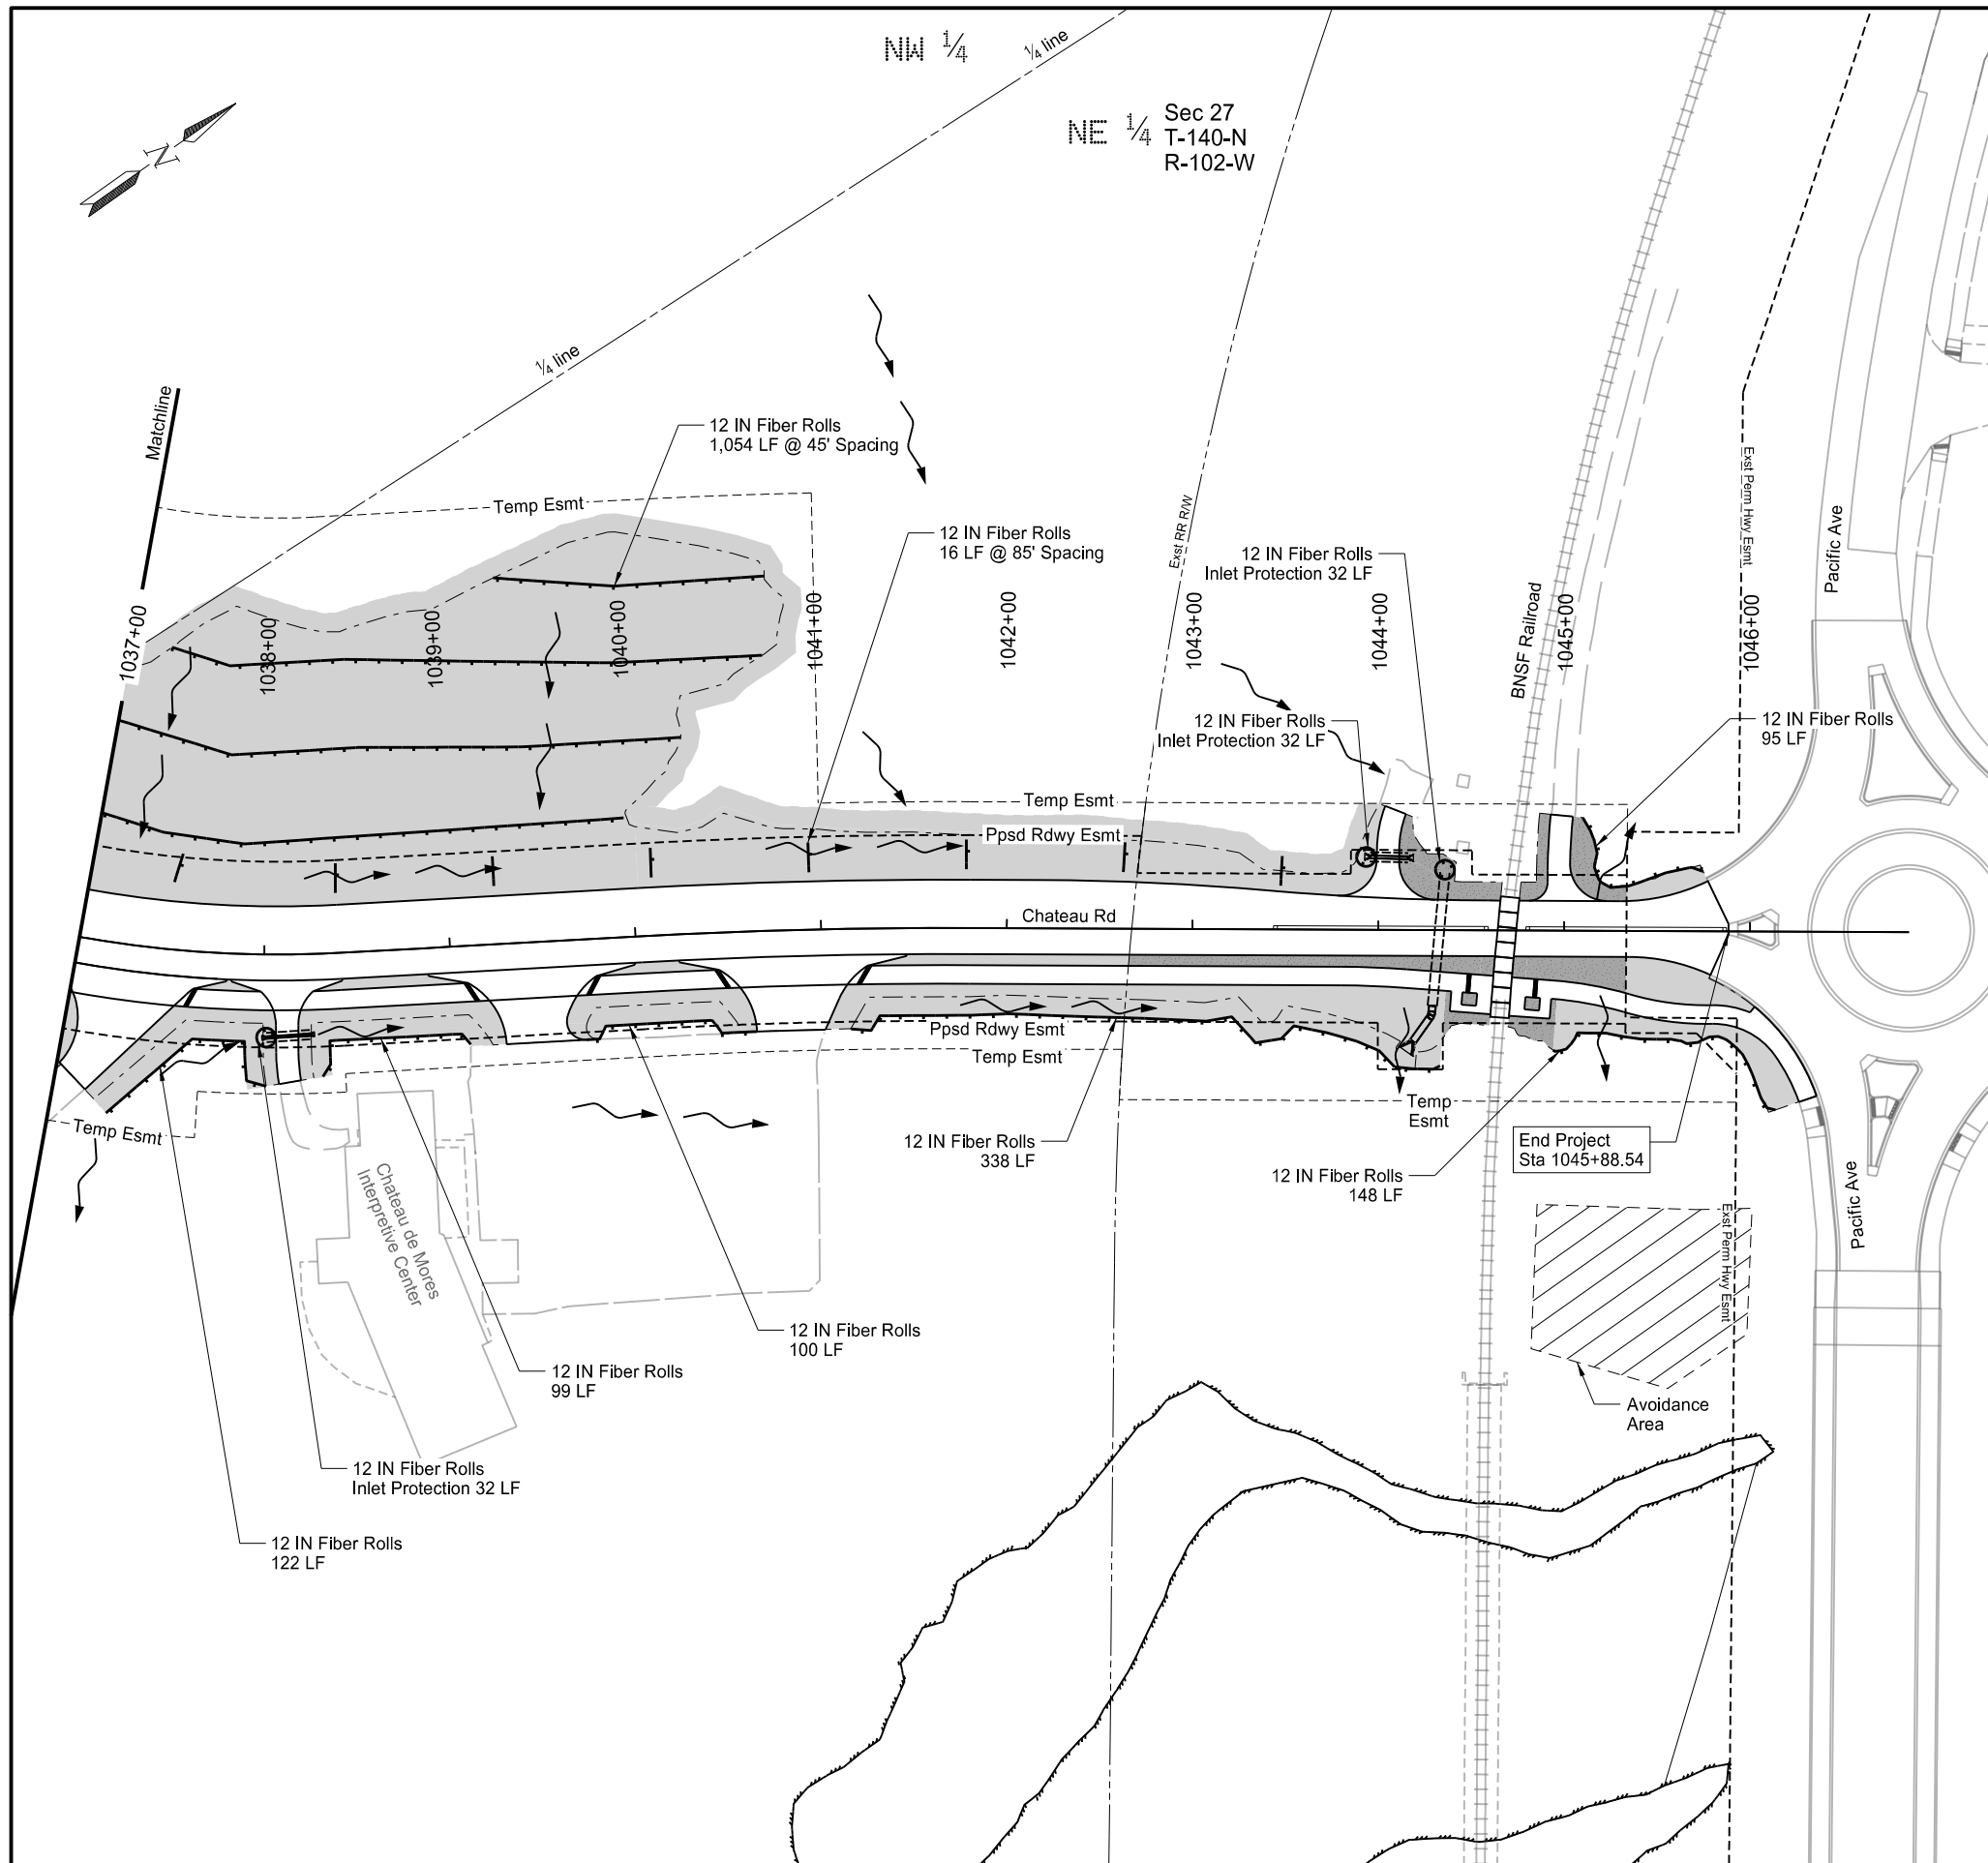 NW 1/4
1/4 line
NE 1/4
Sec 27
T-140-N
R-102-W
N
1/4 line
Matchline
12 IN Fiber Rolls
1,054 LF @ 45' Spacing
Temp Esmt
12 IN Fiber Rolls
16 LF @ 85' Spacing
Exst RR R/W
12 IN Fiber Rolls
Inlet Protection 32 LF
Exst Perm Hwy Esmt
Pacific Ave
BNSF Railroad
1037+00
1038+00
1039+00
1040+00
1041+00
1042+00
1043+00
1044+00
1045+00
1046+00
12 IN Fiber Rolls
Inlet Protection 32 LF
12 IN Fiber Rolls
95 LF
Temp Esmt
Ppsd Rdwy Esmt
Chateau Rd
Ppsd Rdwy Esmt
Temp Esmt
Temp Esmt
Temp
Esmt
12 IN Fiber Rolls
338 LF
End Project
Sta 1045+88.54
12 IN Fiber Rolls
148 LF
Pacific Ave
Exst Perm Hwy Esmt
Chateau de Mores
Interpretive Center
12 IN Fiber Rolls
100 LF
12 IN Fiber Rolls
99 LF
Avoidance
Area
12 IN Fiber Rolls
Inlet Protection 32 LF
12 IN Fiber Rolls
122 LF